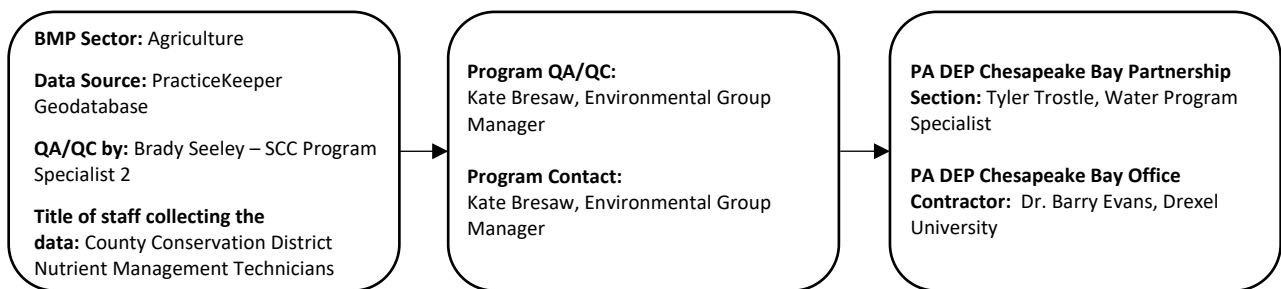 BMP Sector: Agriculture
Data Source: PracticeKeeper
Geodatabase
QA/QC by: Brady Seeley – SCC Program
Specialist 2
Title of staff collecting the
data: County Conservation District
Nutrient Management Technicians
Program QA/QC:
Kate Bresaw, Environmental Group
Manager
Program Contact:
Kate Bresaw, Environmental Group
Manager
PA DEP Chesapeake Bay Partnership
Section: Tyler Trostle, Water Program
Specialist
PA DEP Chesapeake Bay Office
Contractor: Dr. Barry Evans, Drexel
University